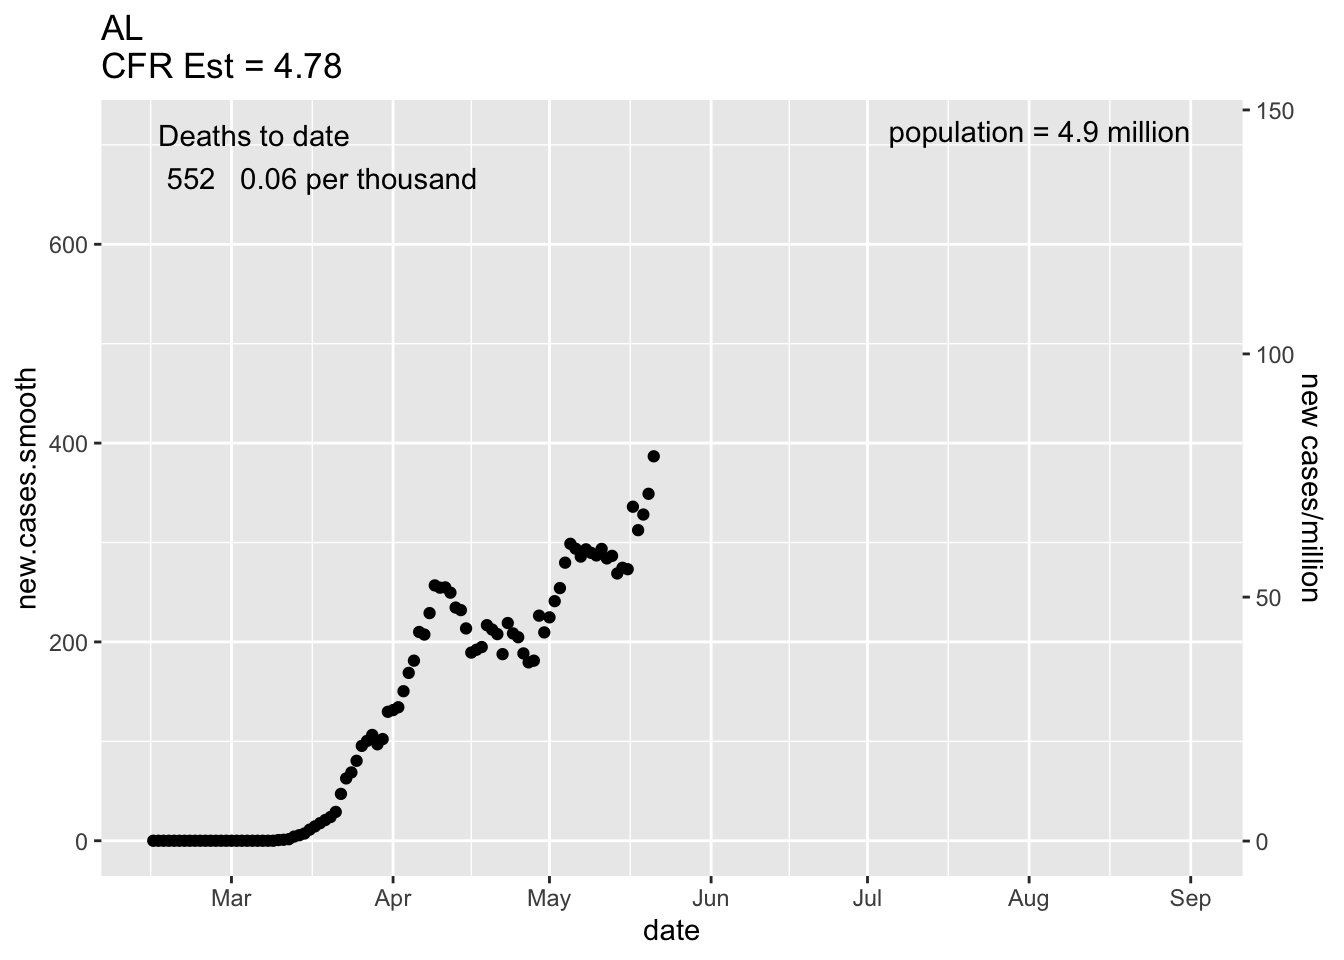 AL
CFR Est = 4.78
Deaths to date
552 0.06 per thousand
population = 4.9 million
new.cases.smooth
600
400
200
0
150
100
50
0
new cases/million
Mar Apr May Jun Jul Aug Sep
date